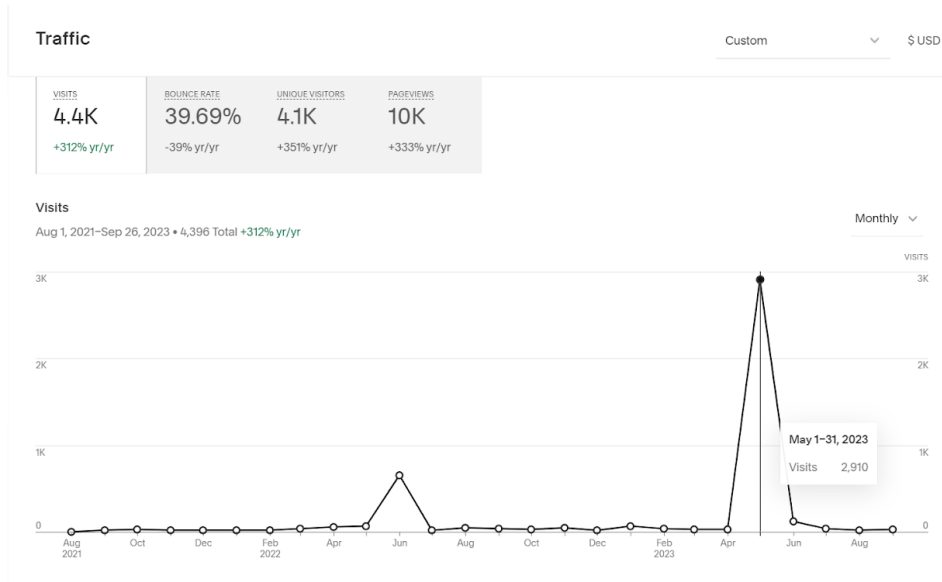 Traffic
Custom
$ USD
VISITS
4.4K
+312% yr/yr
BOUNCE RATE
39.69%
-39% yr/yr
UNIQUE VISITORS
4.1K
+351% yr/yr
PAGEVIEWS
10K
+333% yr/yr
Visits
Aug 1, 2021–Sep 26, 2023 • 4,396 Total +312% yr/yr
Monthly
VISITS
3K 3K
2K 2K
1K 1K
May 1–31, 2023
Visits 2,910
0 0
Aug Oct Dec Feb Apr Jun Aug Oct Dec Feb Apr Jun Aug
2021 2022 2023